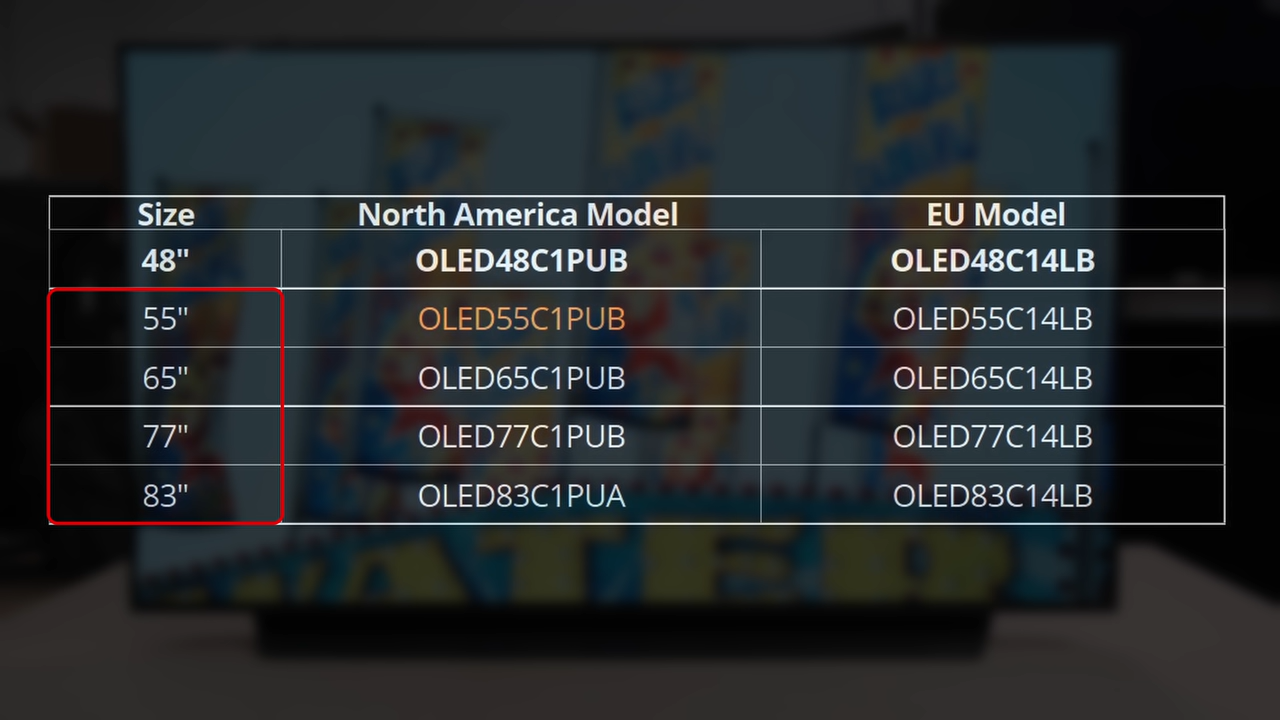 Size North America Model EU Model
48" OLED48C1PUB OLED48C14LB
55" OLED55C1PUB OLED55C14LB
65" OLED65C1PUB OLED65C14LB
77" OLED77C1PUB OLED77C14LB
83" OLED83C1PUA OLED83C14LB
ATER